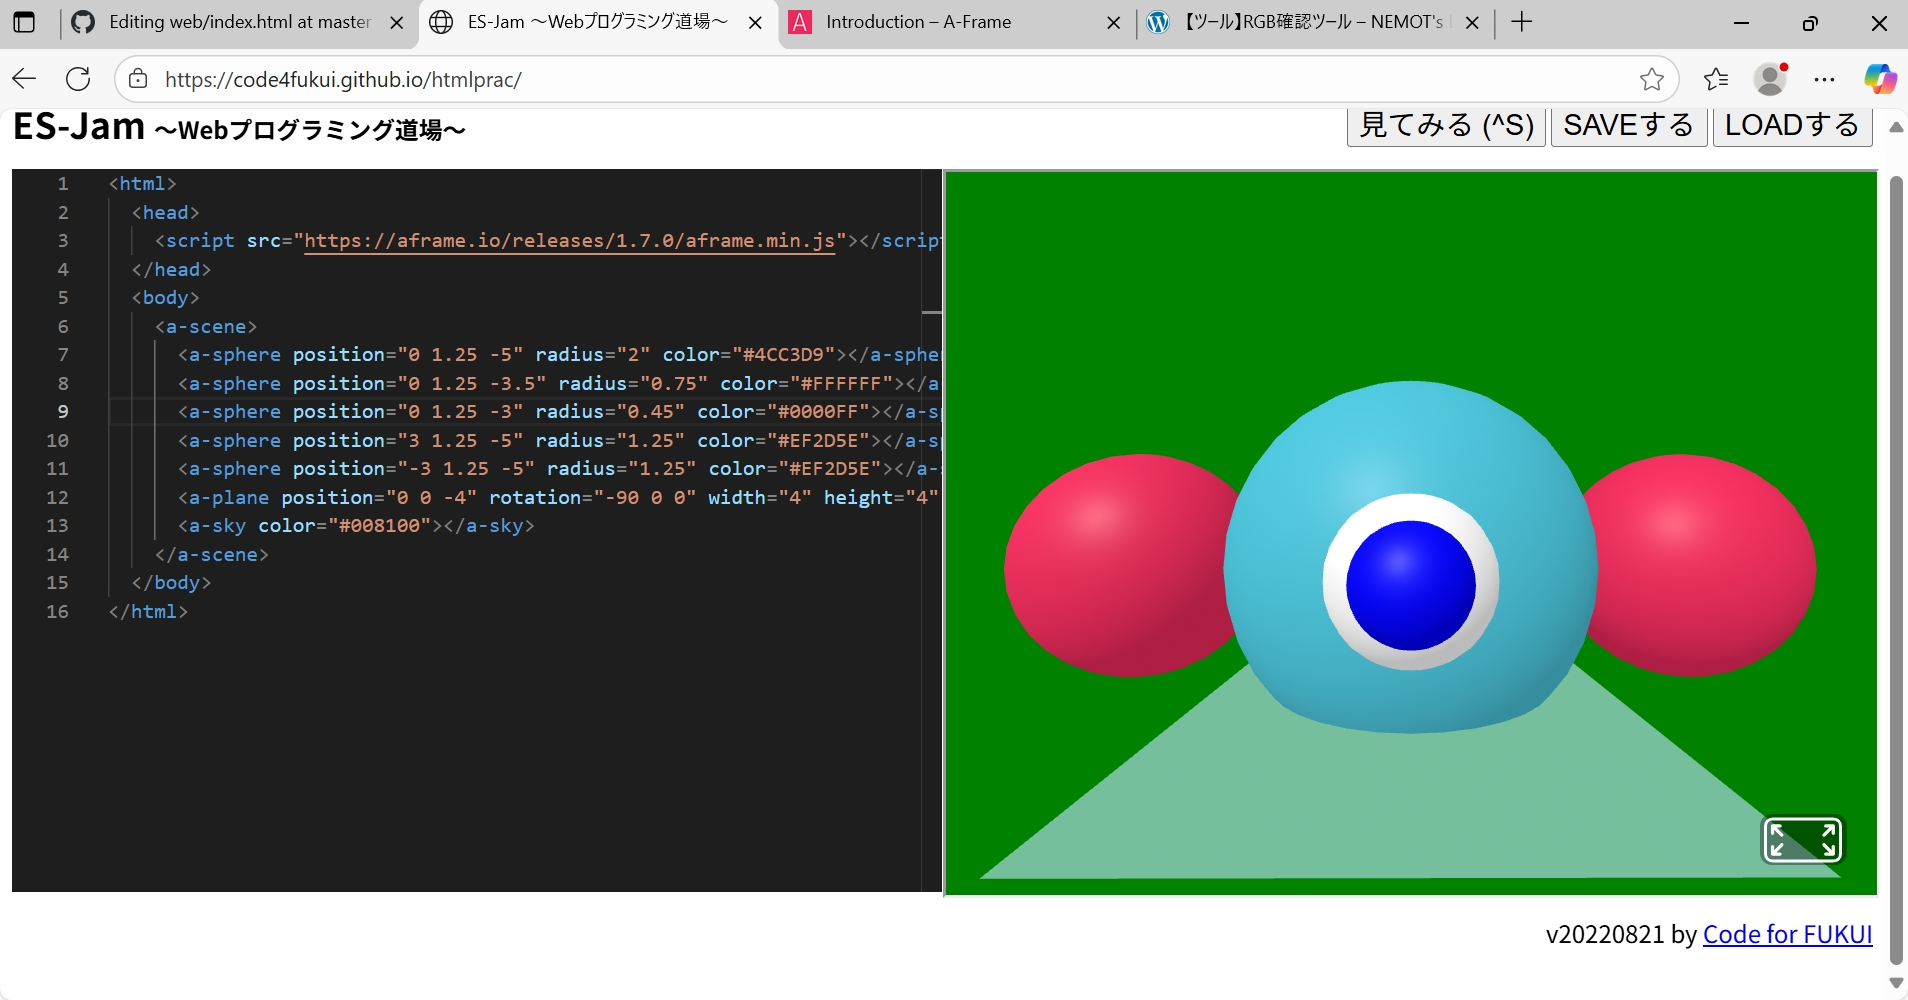 Editing web/index.html at master
ES-Jam ～Webプログラミング道場～
Introduction – A-Frame
【ツール】RGB確認ツール – NEMOT's
https://code4fukui.github.io/htmlprac/
ES-Jam ～Webプログラミング道場～
見てみる (^S)
SAVEする
LOADする
1 <html>
2 <head>
3 <script src="https://aframe.io/releases/1.7.0/aframe.min.js"></script
4 </head>
5 <body>
6 <a-scene>
7 <a-sphere position="0 1.25 -5" radius="2" color="#4CC3D9"></a-sphe
8 <a-sphere position="0 1.25 -3.5" radius="0.75" color="#FFFFFF"></a
9 <a-sphere position="0 1.25 -3" radius="0.45" color="#0000FF"></a-sp
10 <a-sphere position="3 1.25 -5" radius="1.25" color="#EF2D5E"></a-sp
11 <a-sphere position="-3 1.25 -5" radius="1.25" color="#EF2D5E"></a-s
12 <a-plane position="0 0 -4" rotation="-90 0 0" width="4" height="4"
13 <a-sky color="#008100"></a-sky>
14 </a-scene>
15 </body>
16 </html>
v20220821 by Code for FUKUI